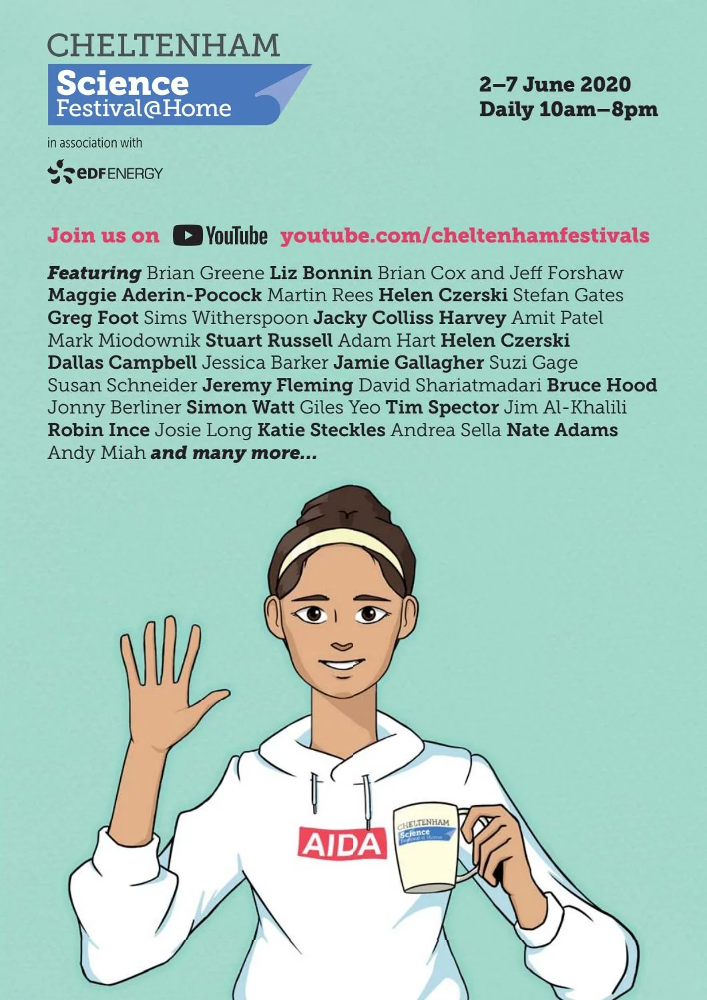 CHELTENHAM
Science
Festival@Home
2–7 June 2020
Daily 10am–8pm
in association with
eDF ENERGY
Join us on YouTube youtube.com/cheltenhamfestivals
Featuring Brian Greene Liz Bonnin Brian Cox and Jeff Forshaw
Maggie Aderin-Pocock Martin Rees Helen Czerski Stefan Gates
Greg Foot Sims Witherspoon Jacky Colliss Harvey Amit Patel
Mark Miodownik Stuart Russell Adam Hart Helen Czerski
Dallas Campbell Jessica Barker Jamie Gallagher Suzi Gage
Susan Schneider Jeremy Fleming David Shariatmadari Bruce Hood
Jonny Berliner Simon Watt Giles Yeo Tim Spector Jim Al-Khalili
Robin Ince Josie Long Katie Steckles Andrea Sella Nate Adams
Andy Miah and many more...
CHELTENHAM
Science
Festival @ Home
AIDA